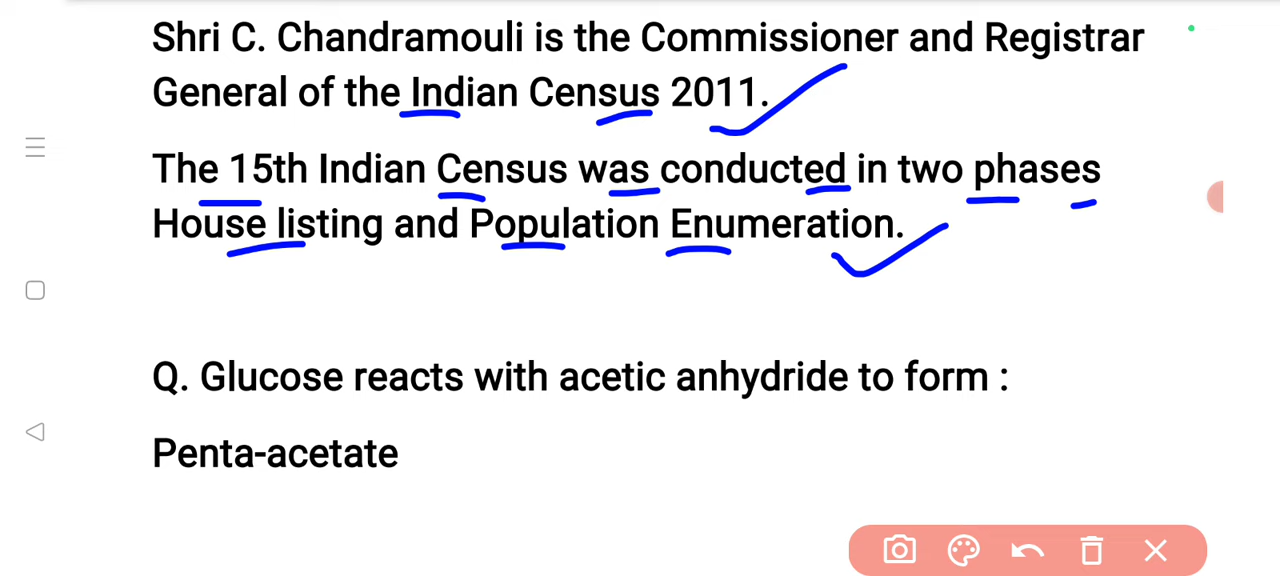 Shri C. Chandramouli is the Commissioner and Registrar
General of the Indian Census 2011.
The 15th Indian Census was conducted in two phases
House listing and Population Enumeration.
Q. Glucose reacts with acetic anhydride to form :
Penta-acetate